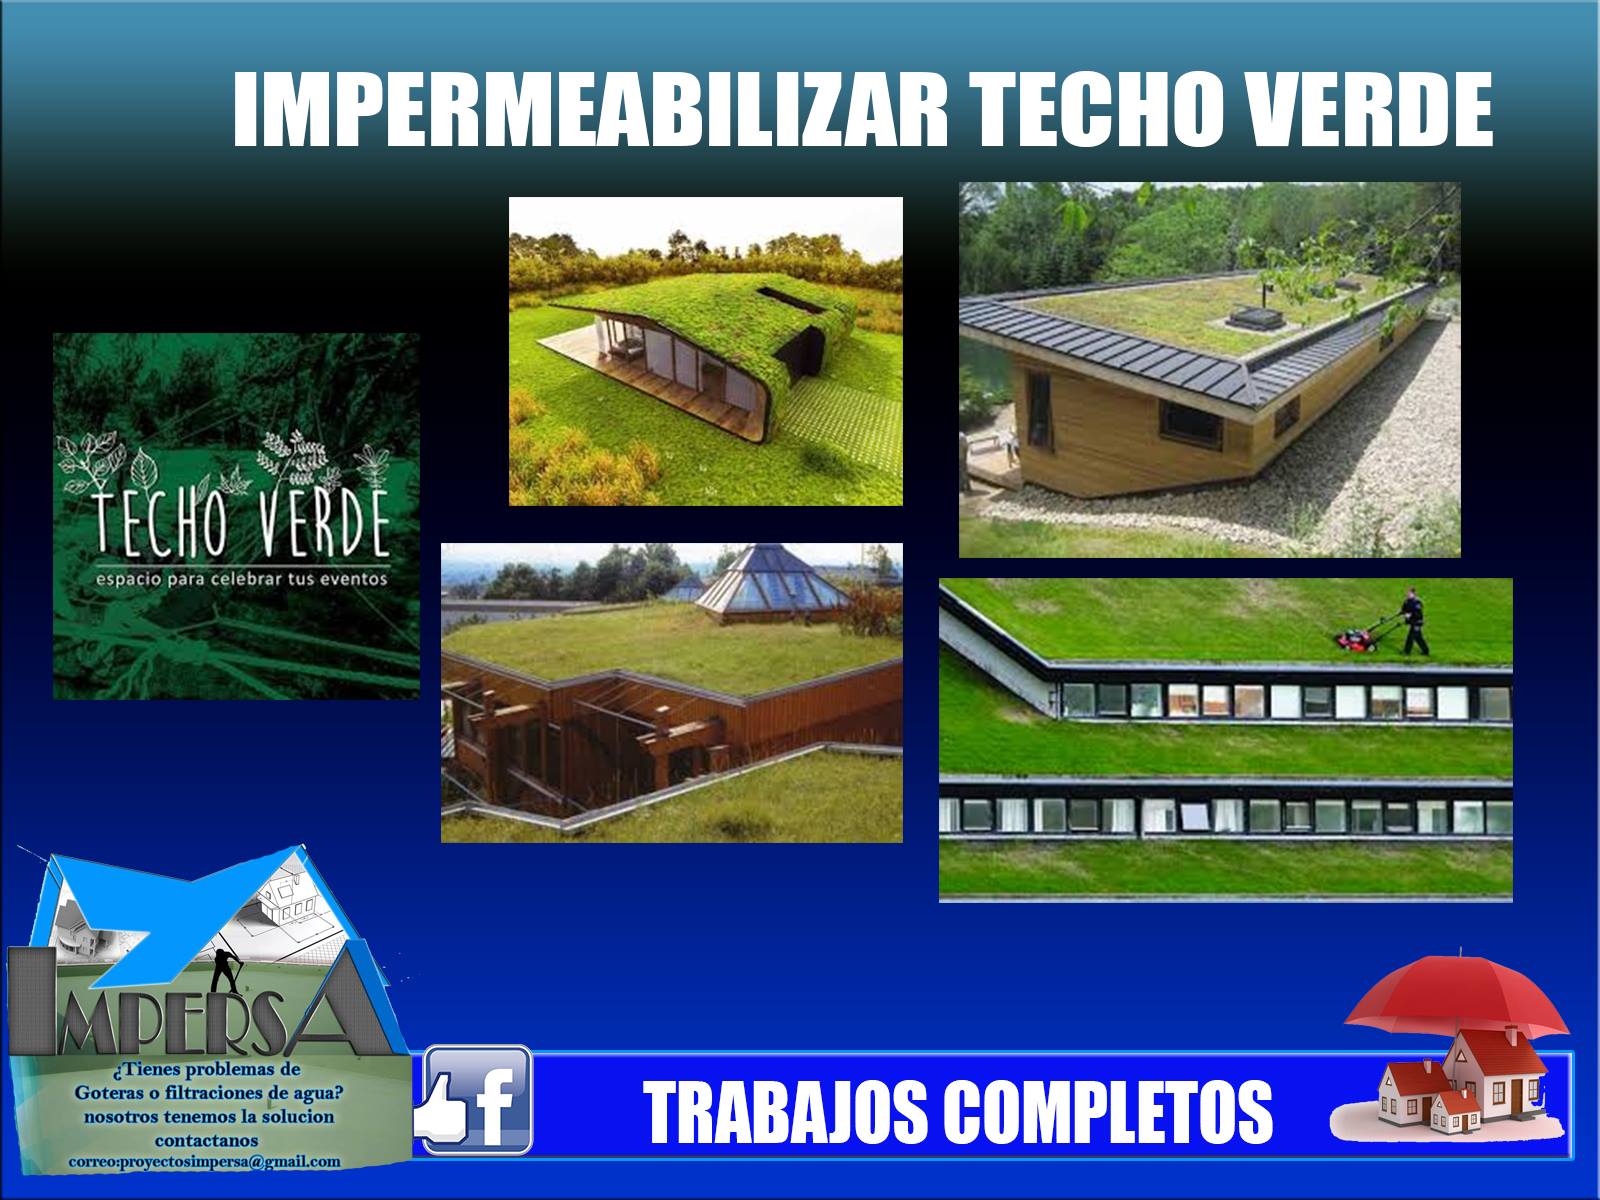 IMPERMEABILIZAR TECHO VERDE
TECHO VERDE
espacio para celebrar tus eventos
IMPERSA
¿Tienes problemas de
Goteras o filtraciones de agua?
nosotros tenemos la solucion
contactanos
correo:proyectosimpersa@gmail.com
f
TRABAJOS COMPLETOS